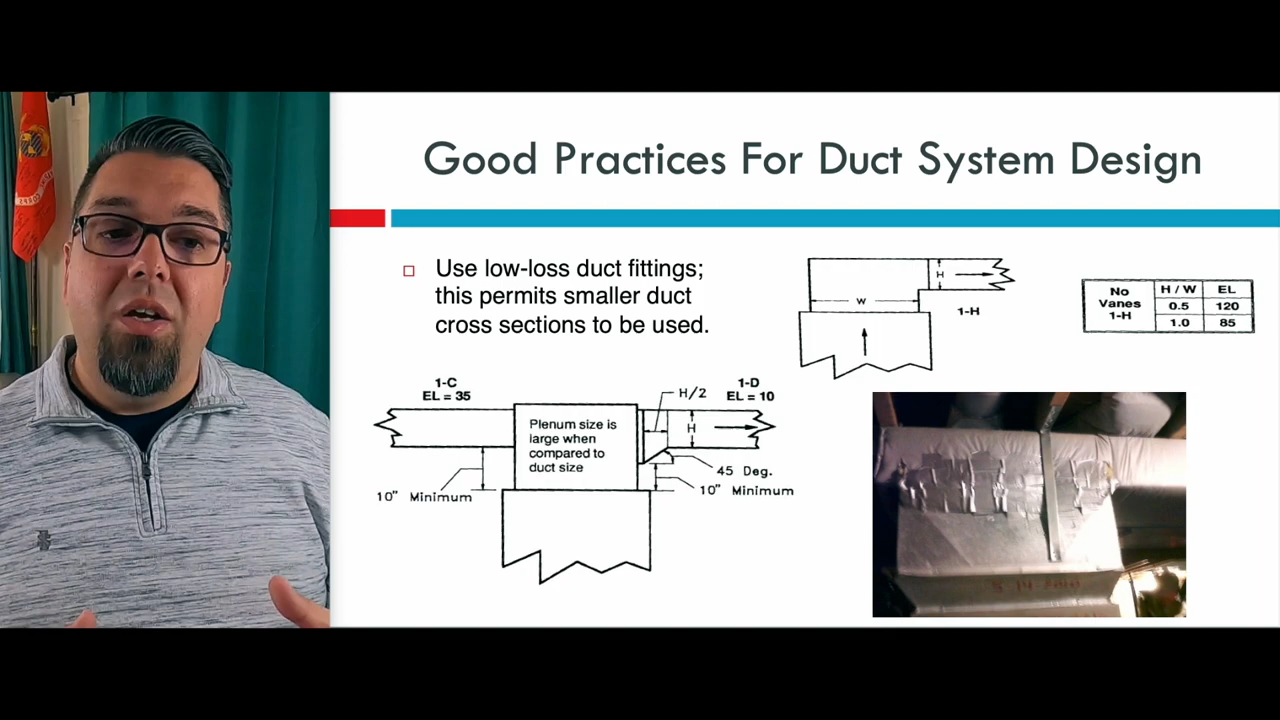 Good Practices For Duct System Design
Use low-loss duct fittings;
this permits smaller duct
cross sections to be used.
H
W
1-H
No
Vanes
1-H
H / W
EL
0.5
120
1.0
85
1-C
EL = 35
H/2
1-D
EL = 10
Plenum size is
large when
compared to
duct size
H
45 Deg.
10" Minimum
10" Minimum